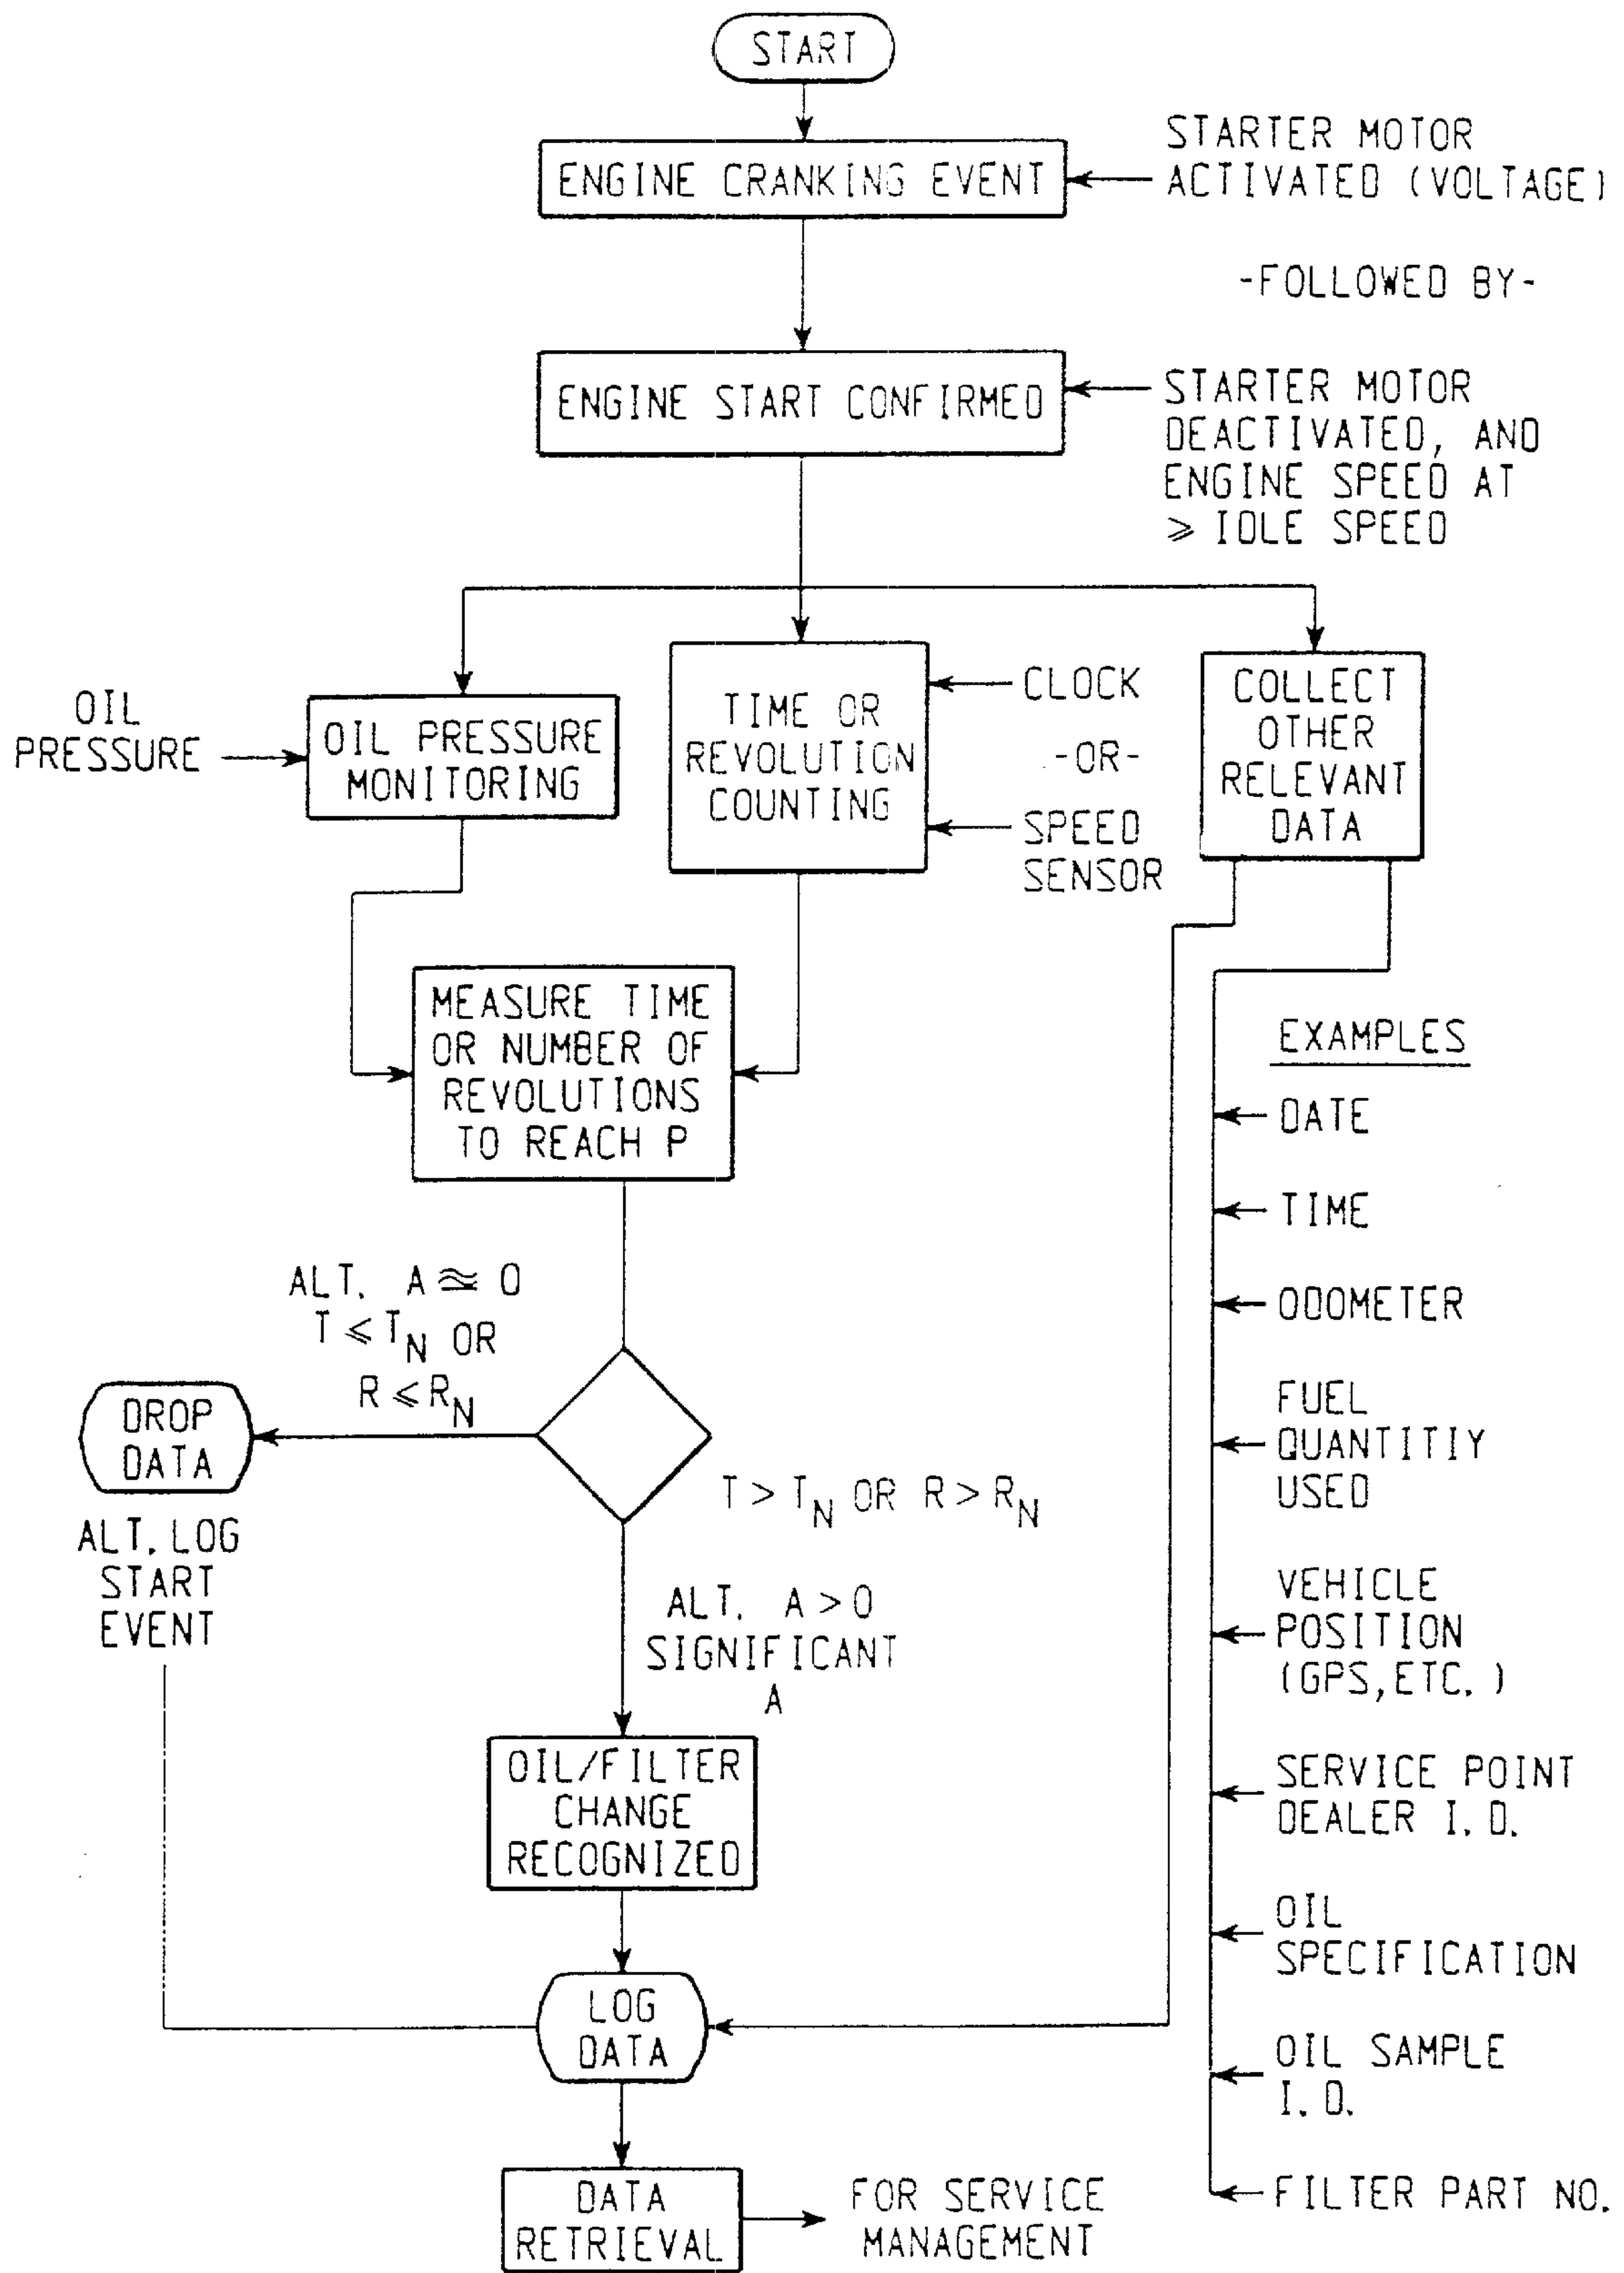 START
ENGINE CRANKING EVENT
STARTER MOTOR
ACTIVATED (VOLTAGE)
-FOLLOWED BY-
ENGINE START CONFIRMED
STARTER MOTOR
DEACTIVATED, AND
ENGINE SPEED AT
⩾ IDLE SPEED
OIL
PRESSURE
OIL PRESSURE
MONITORING
TIME OR
REVOLUTION
COUNTING
CLOCK
-OR-
SPEED
SENSOR
COLLECT
OTHER
RELEVANT
DATA
MEASURE TIME
OR NUMBER OF
REVOLUTIONS
TO REACH P
EXAMPLES
DATE
TIME
ODOMETER
FUEL
QUANTITIY
USED
VEHICLE
POSITION
(GPS,ETC.)
SERVICE POINT
DEALER I.D.
OIL
SPECIFICATION
OIL SAMPLE
I.D.
FILTER PART NO.
ALT. A ≅ 0
T ⩽ T_N OR
R ⩽ R_N
DROP
DATA
ALT. LOG
START
EVENT
T > T_N OR R > R_N
ALT. A > 0
SIGNIFICANT
A
OIL/FILTER
CHANGE
RECOGNIZED
LOG
DATA
DATA
RETRIEVAL
FOR SERVICE
MANAGEMENT